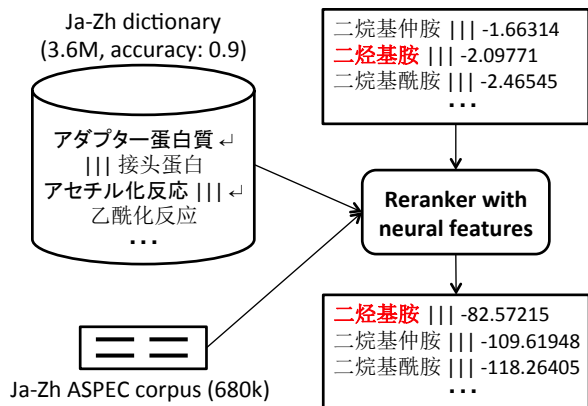 Ja-Zh dictionary
(3.6M, accuracy: 0.9)
アダプター蛋白質 ↵
||| 接头蛋白
アセチル化反応 ||| ↵
乙酰化反应
...
Ja-Zh ASPEC corpus (680k)
二烷基仲胺 ||| -1.66314
二烃基胺 ||| -2.09771
二烷基酰胺 ||| -2.46545
...
Reranker with
neural features
二烃基胺 ||| -82.57215
二烷基仲胺 ||| -109.61948
二烷基酰胺 ||| -118.26405
...